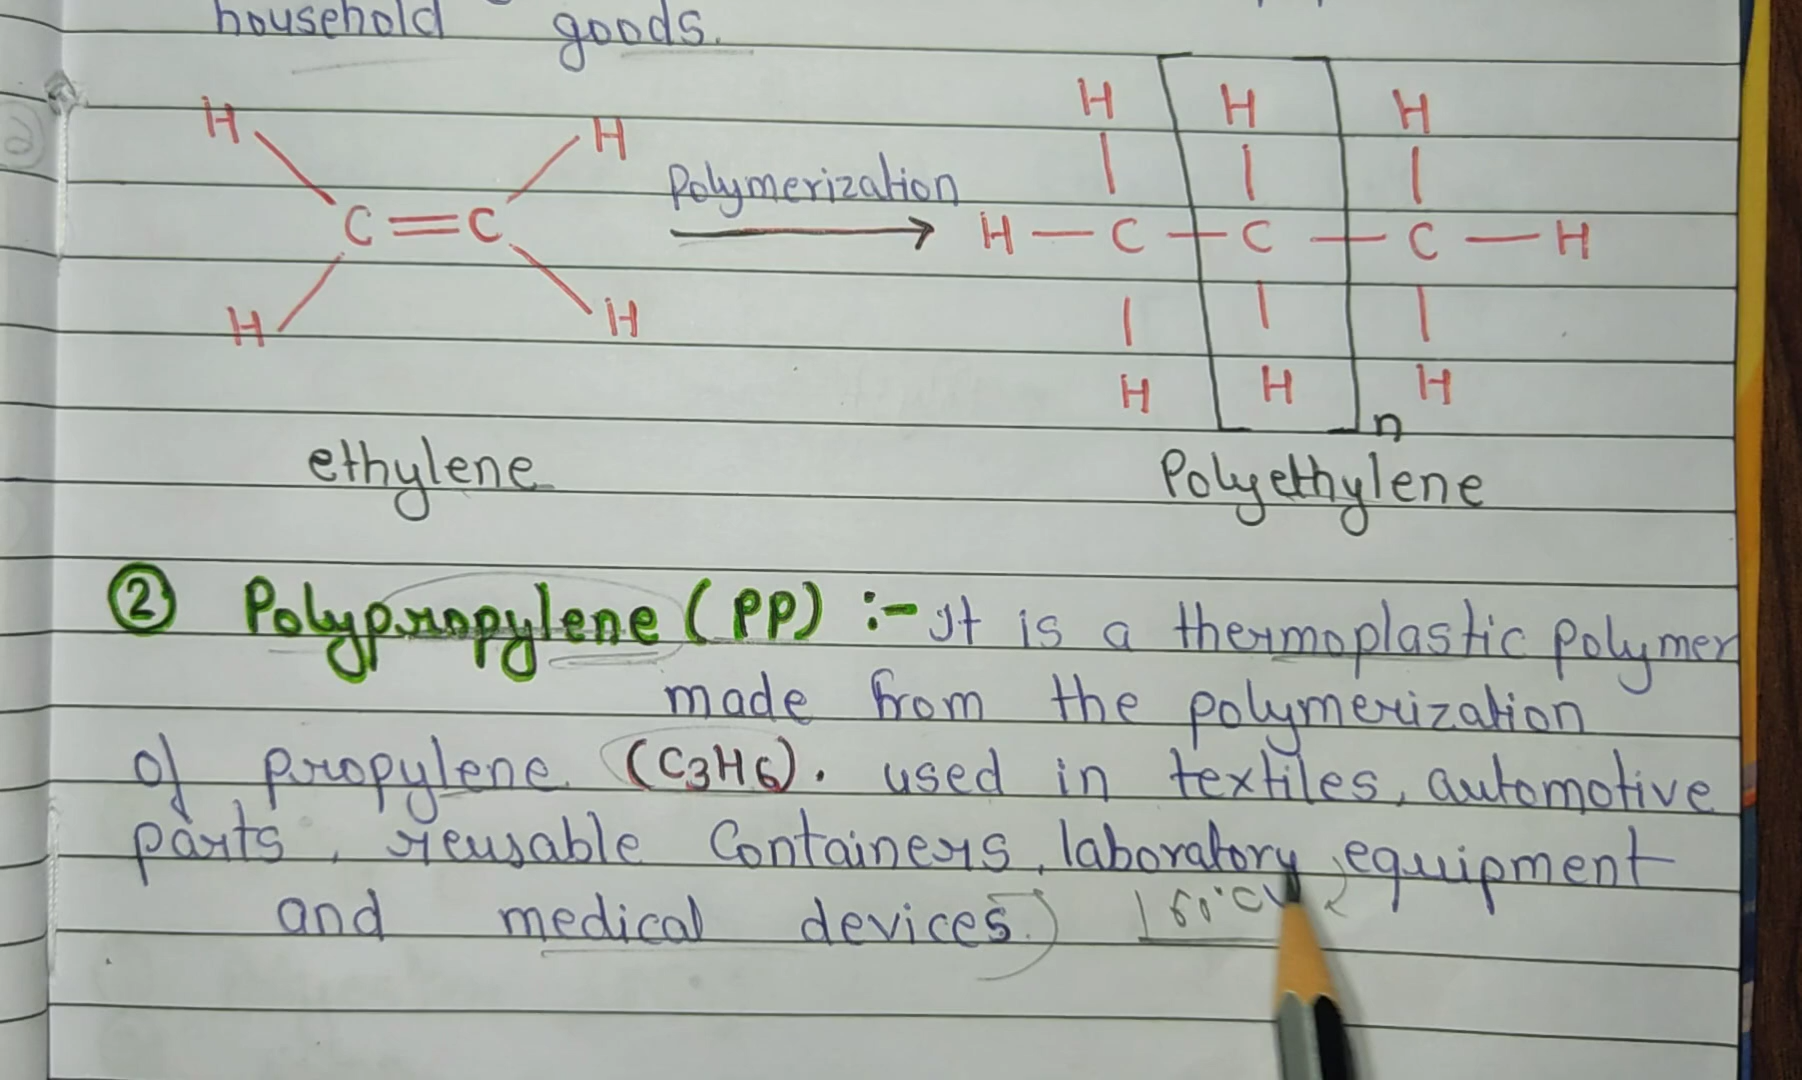 household goods.
H H H H H
Polymerization
C=C H-C-C-C-H
H H H H H
n
ethylene Polyethylene
② Polypropylene (PP) :- It is a thermoplastic polymer
made from the polymerization
of propylene (C3H6). used in textiles, automotive
parts, reusable Containers, laboratory equipment
and medical devices.